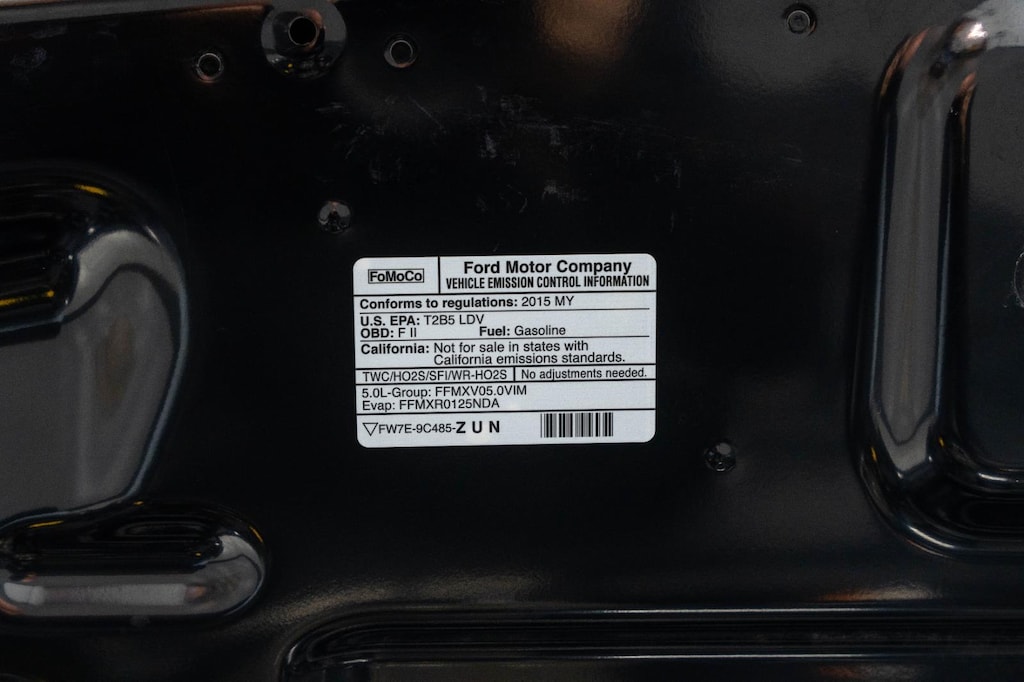 FoMoCo
Ford Motor Company
VEHICLE EMISSION CONTROL INFORMATION
Conforms to regulations: 2015 MY
U.S. EPA: T2B5 LDV
OBD: F II Fuel: Gasoline
California: Not for sale in states with
California emissions standards.
TWC/HO2S/SFI/WR-HO2S No adjustments needed.
5.0L-Group: FFMXV05.0VIM
Evap: FFMXR0125NDA
FW7E-9C485-Z U N